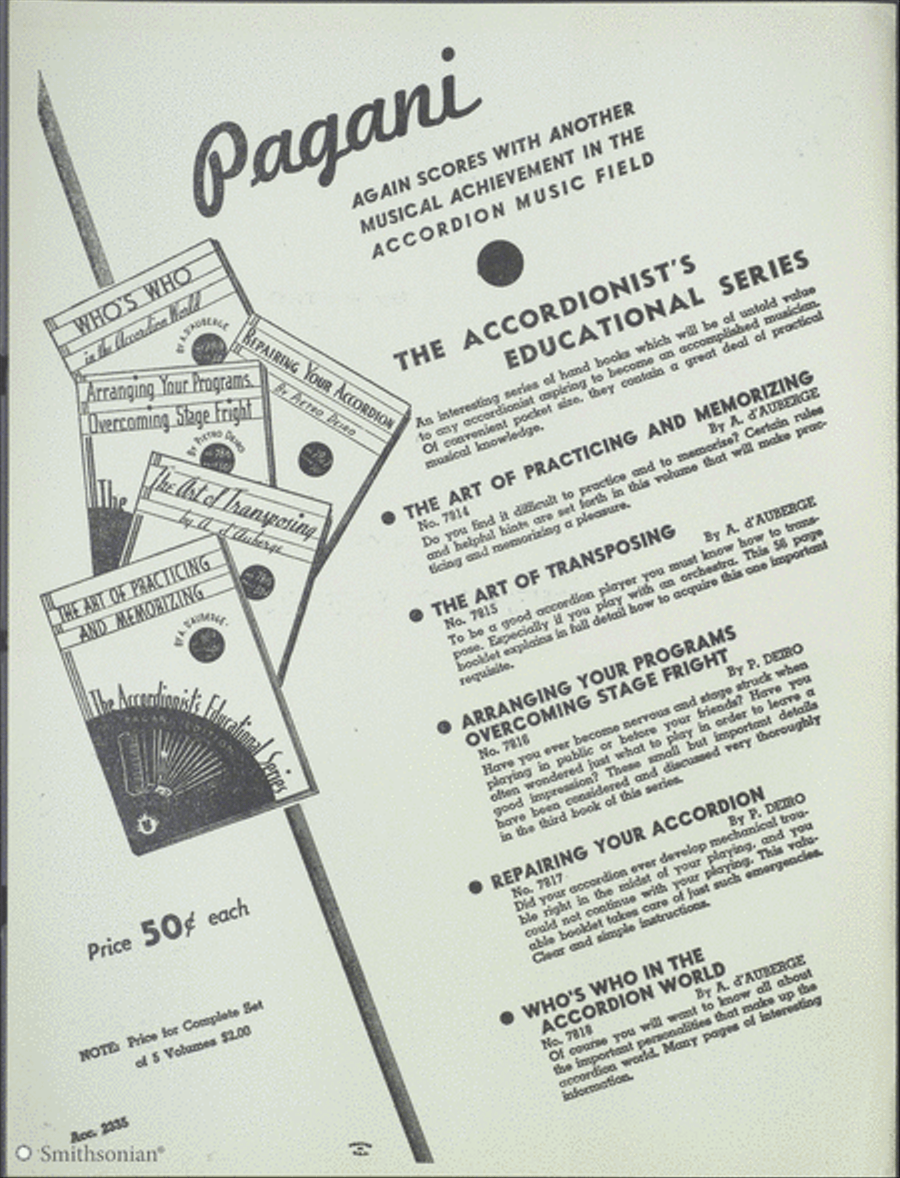 Pagani
AGAIN SCORES WITH ANOTHER
MUSICAL ACHIEVEMENT IN THE
ACCORDION MUSIC FIELD
THE ACCORDIONIST'S
EDUCATIONAL SERIES
An interesting series of hand books which will be of untold value
to any accordionist aspiring to become an accomplished musician.
Of convenient pocket size, they contain a great deal of practical
musical knowledge.
THE ART OF PRACTICING AND MEMORIZING
By A. d'AUBERGE
No. 7814
Do you find it difficult to practice and to memorize? Certain rules
and helpful hints are set forth in this volume that will make prac-
ticing and memorizing a pleasure.
THE ART OF TRANSPOSING
By A. d'AUBERGE
No. 7815
To be a good accordion player you must know how to trans-
pose. Especially if you play with an orchestra. This 56 page
booklet explains in full detail how to acquire this one important
requisite.
ARRANGING YOUR PROGRAMS
OVERCOMING STAGE FRIGHT
By P. DEIRO
No. 7816
Have you ever become nervous and stage struck when
playing in public or before your friends? Have you
often wondered just what to play in order to leave a
good impression? These small but important details
have been considered and discussed very thoroughly
in the third book of this series.
REPAIRING YOUR ACCORDION
By P. DEIRO
No. 7817
Did your accordion ever develop mechanical trou-
ble right in the midst of your playing, and you
could not continue with your playing. This valu-
able booklet takes care of just such emergencies.
Clear and simple instructions.
WHO'S WHO IN THE
ACCORDION WORLD
By A. d'AUBERGE
No. 7818
Of course you will want to know all about
the important personalities that make up the
accordion world. Many pages of interesting
information.
WHO'S WHO
in the Accordion World
BY A. D'AUBERGE
REPAIRING YOUR ACCORDION
By PIETRO DEIRO
Arranging Your Programs
Overcoming Stage Fright
By PIETRO DEIRO
The
The Art of Transposing
by A. d'Auberge
THE ART OF PRACTICING
AND MEMORIZING
BY A. D'AUBERGE
The Accordionist's Educational Series
Price 50¢ each
NOTE: Price for Complete Set
of 5 Volumes $2.00
Acc. 2335
Smithsonian